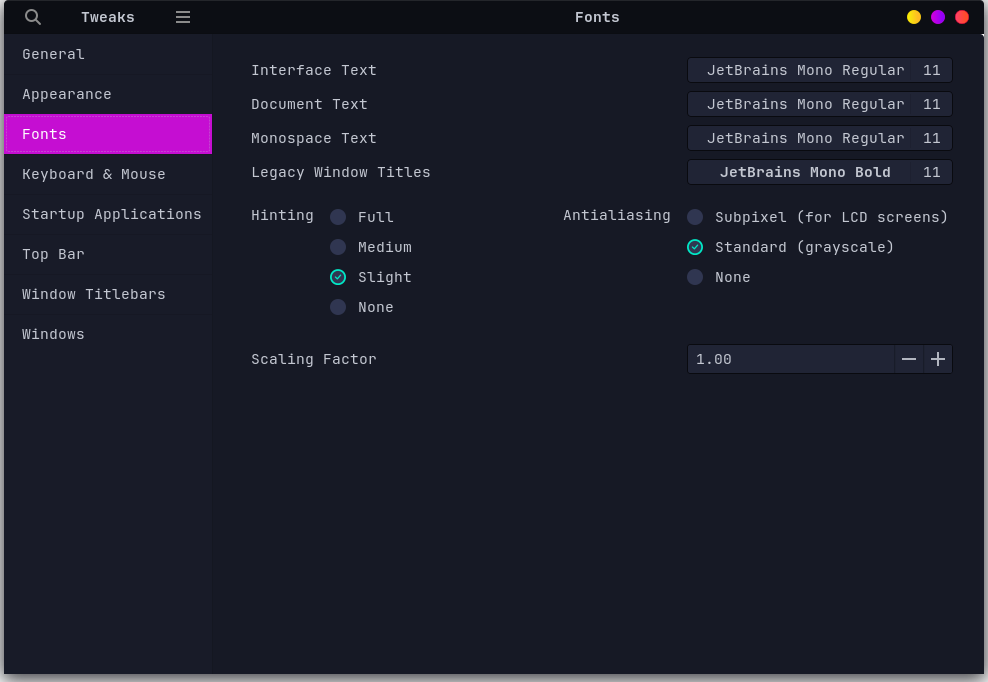 Tweaks
Fonts
General
Appearance
Fonts
Keyboard & Mouse
Startup Applications
Top Bar
Window Titlebars
Windows
Interface Text JetBrains Mono Regular 11
Document Text JetBrains Mono Regular 11
Monospace Text JetBrains Mono Regular 11
Legacy Window Titles JetBrains Mono Bold 11
Hinting
Full
Medium
Slight
None
Antialiasing
Subpixel (for LCD screens)
Standard (grayscale)
None
Scaling Factor 1.00